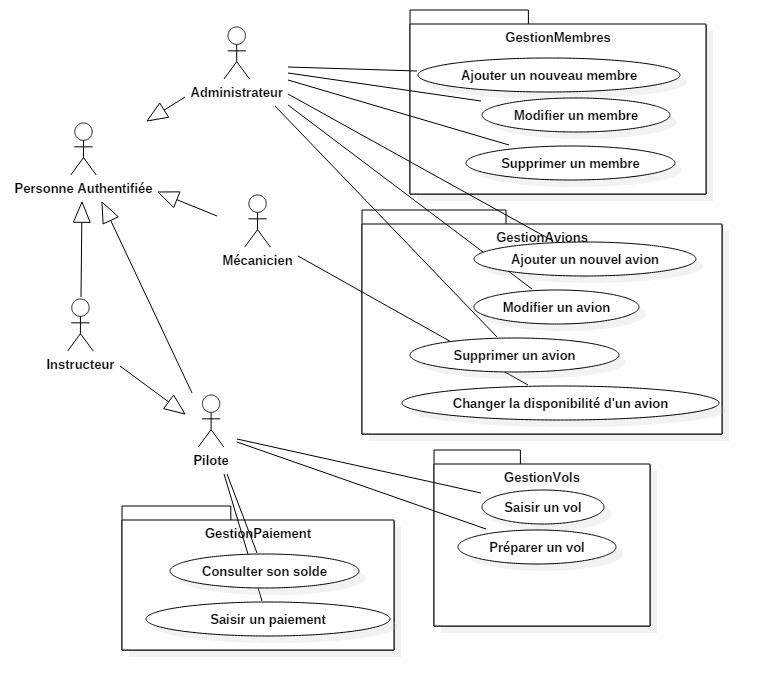 GestionMembres
Administrateur
Ajouter un nouveau membre
Modifier un membre
Supprimer un membre
Personne Authentifiée
Mécanicien
GestionAvions
Ajouter un nouvel avion
Modifier un avion
Supprimer un avion
Changer la disponibilité d'un avion
Instructeur
Pilote
GestionVols
Saisir un vol
Préparer un vol
GestionPaiement
Consulter son solde
Saisir un paiement